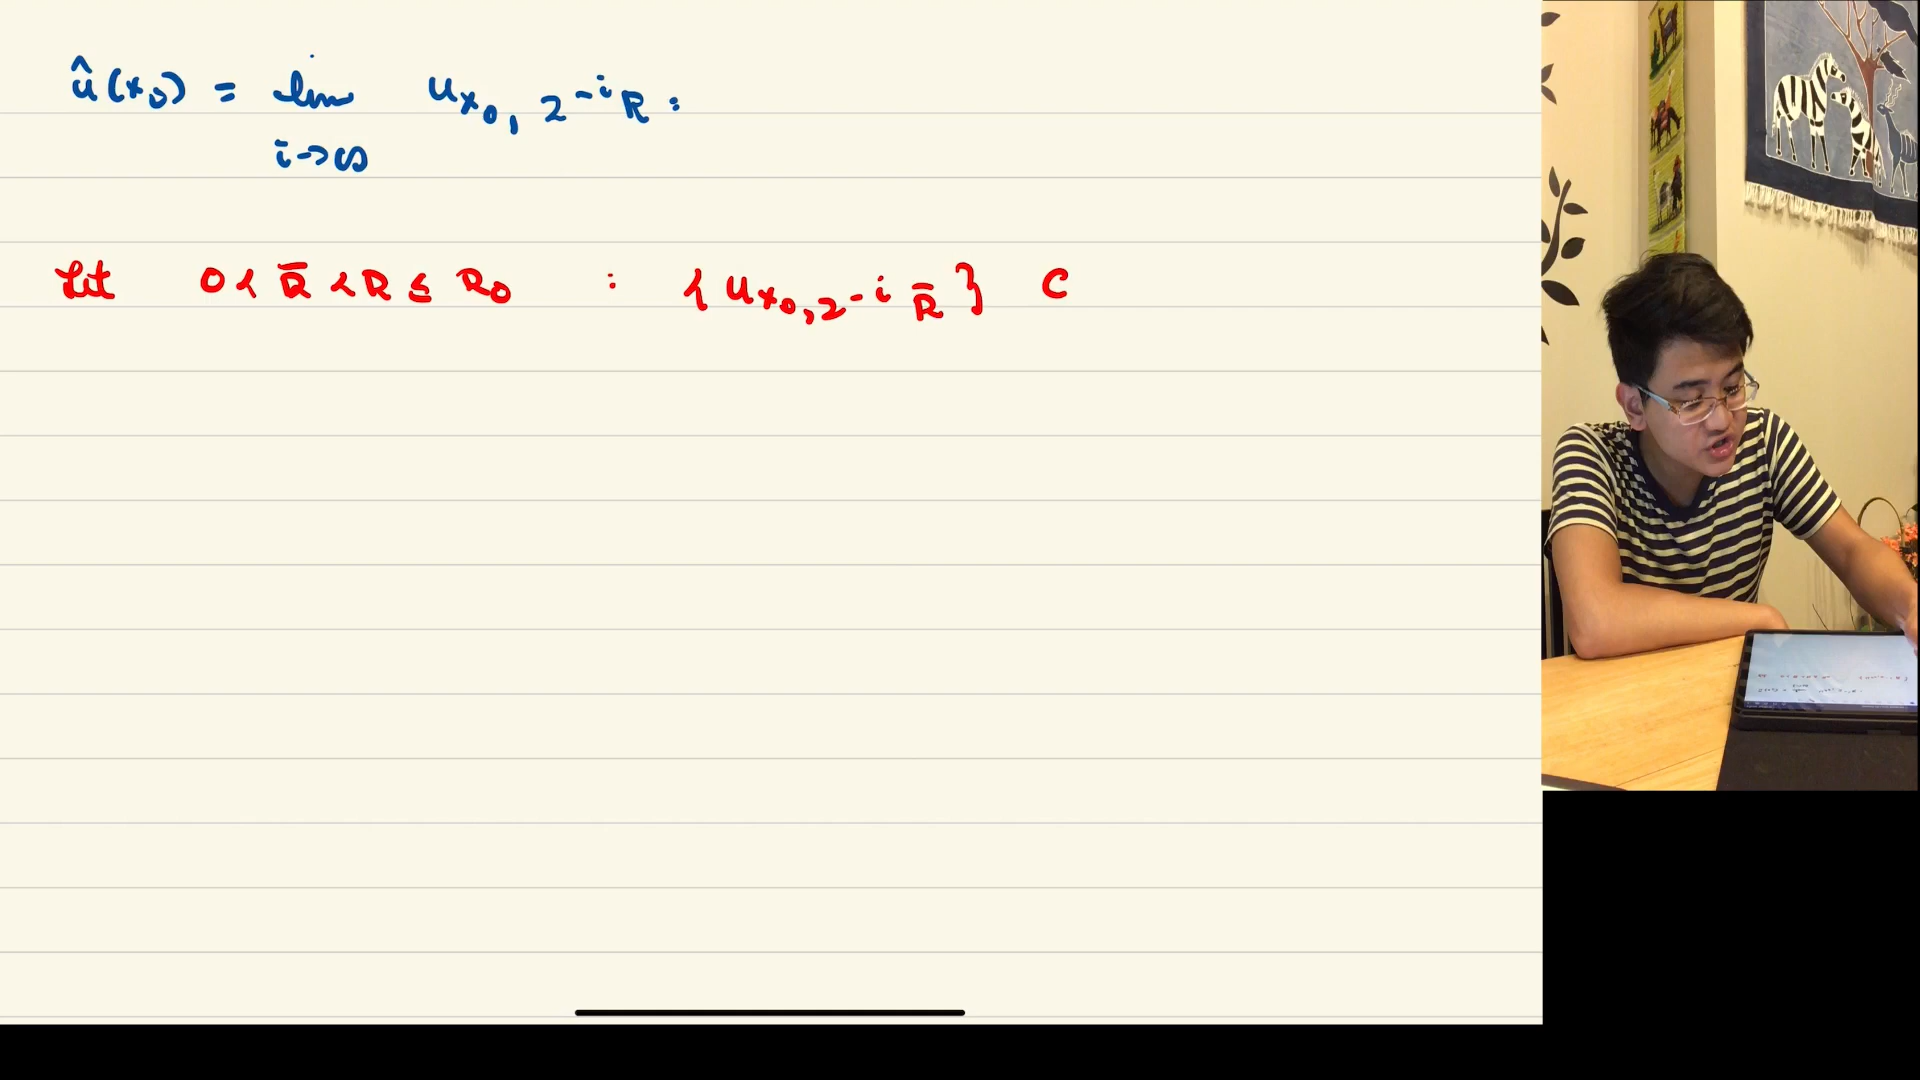 û(x₀) = lim u_{x₀, 2^{-i}R} :
i→∞
Let 0 < R̄ < R ≤ R₀ : {u_{x₀, 2^{-i}R̄}} C